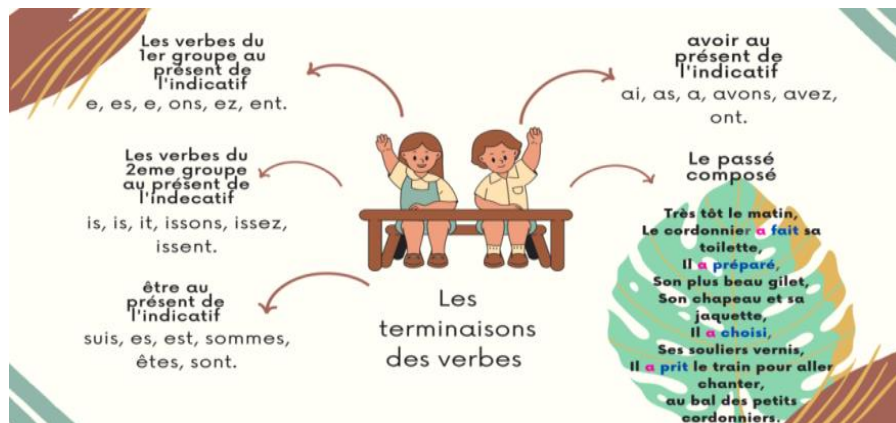 Les verbes du
1er groupe au
présent de
l'indicatif
e, es, e, ons, ez, ent.
Les verbes du
2eme groupe
au présent de
l'indecatif
is, is, it, issons, issez,
issent.
être au
présent de
l'indicatif
suis, es, est, sommes,
êtes, sont.
Les
terminaisons
des verbes
avoir au
présent de
l'indicatif
ai, as, a, avons, avez,
ont.
Le passé
composé
Très tôt le matin,
Le cordonnier a fait sa
toilette,
Il a préparé,
Son plus beau gilet,
Son chapeau et sa
jaquette,
Il a choisi,
Ses souliers vernis,
Il a prit le train pour aller
chanter,
au bal des petits
cordonniers.